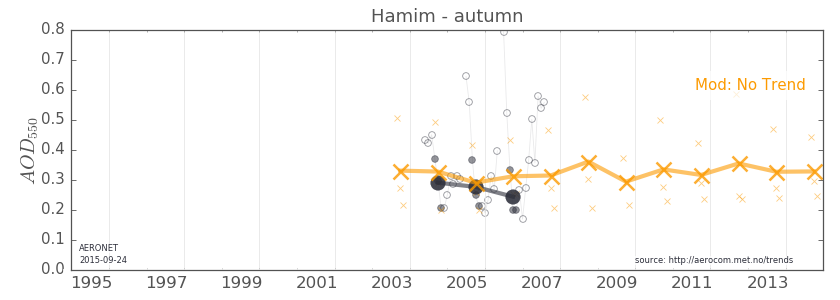 Hamim - autumn
0.8
0.7
0.6
0.5
0.4
0.3
0.2
0.1
0.0
AOD550
Mod: No Trend
AERONET
2015-09-24
source: http://aerocom.met.no/trends
1995 1997 1999 2001 2003 2005 2007 2009 2011 2013